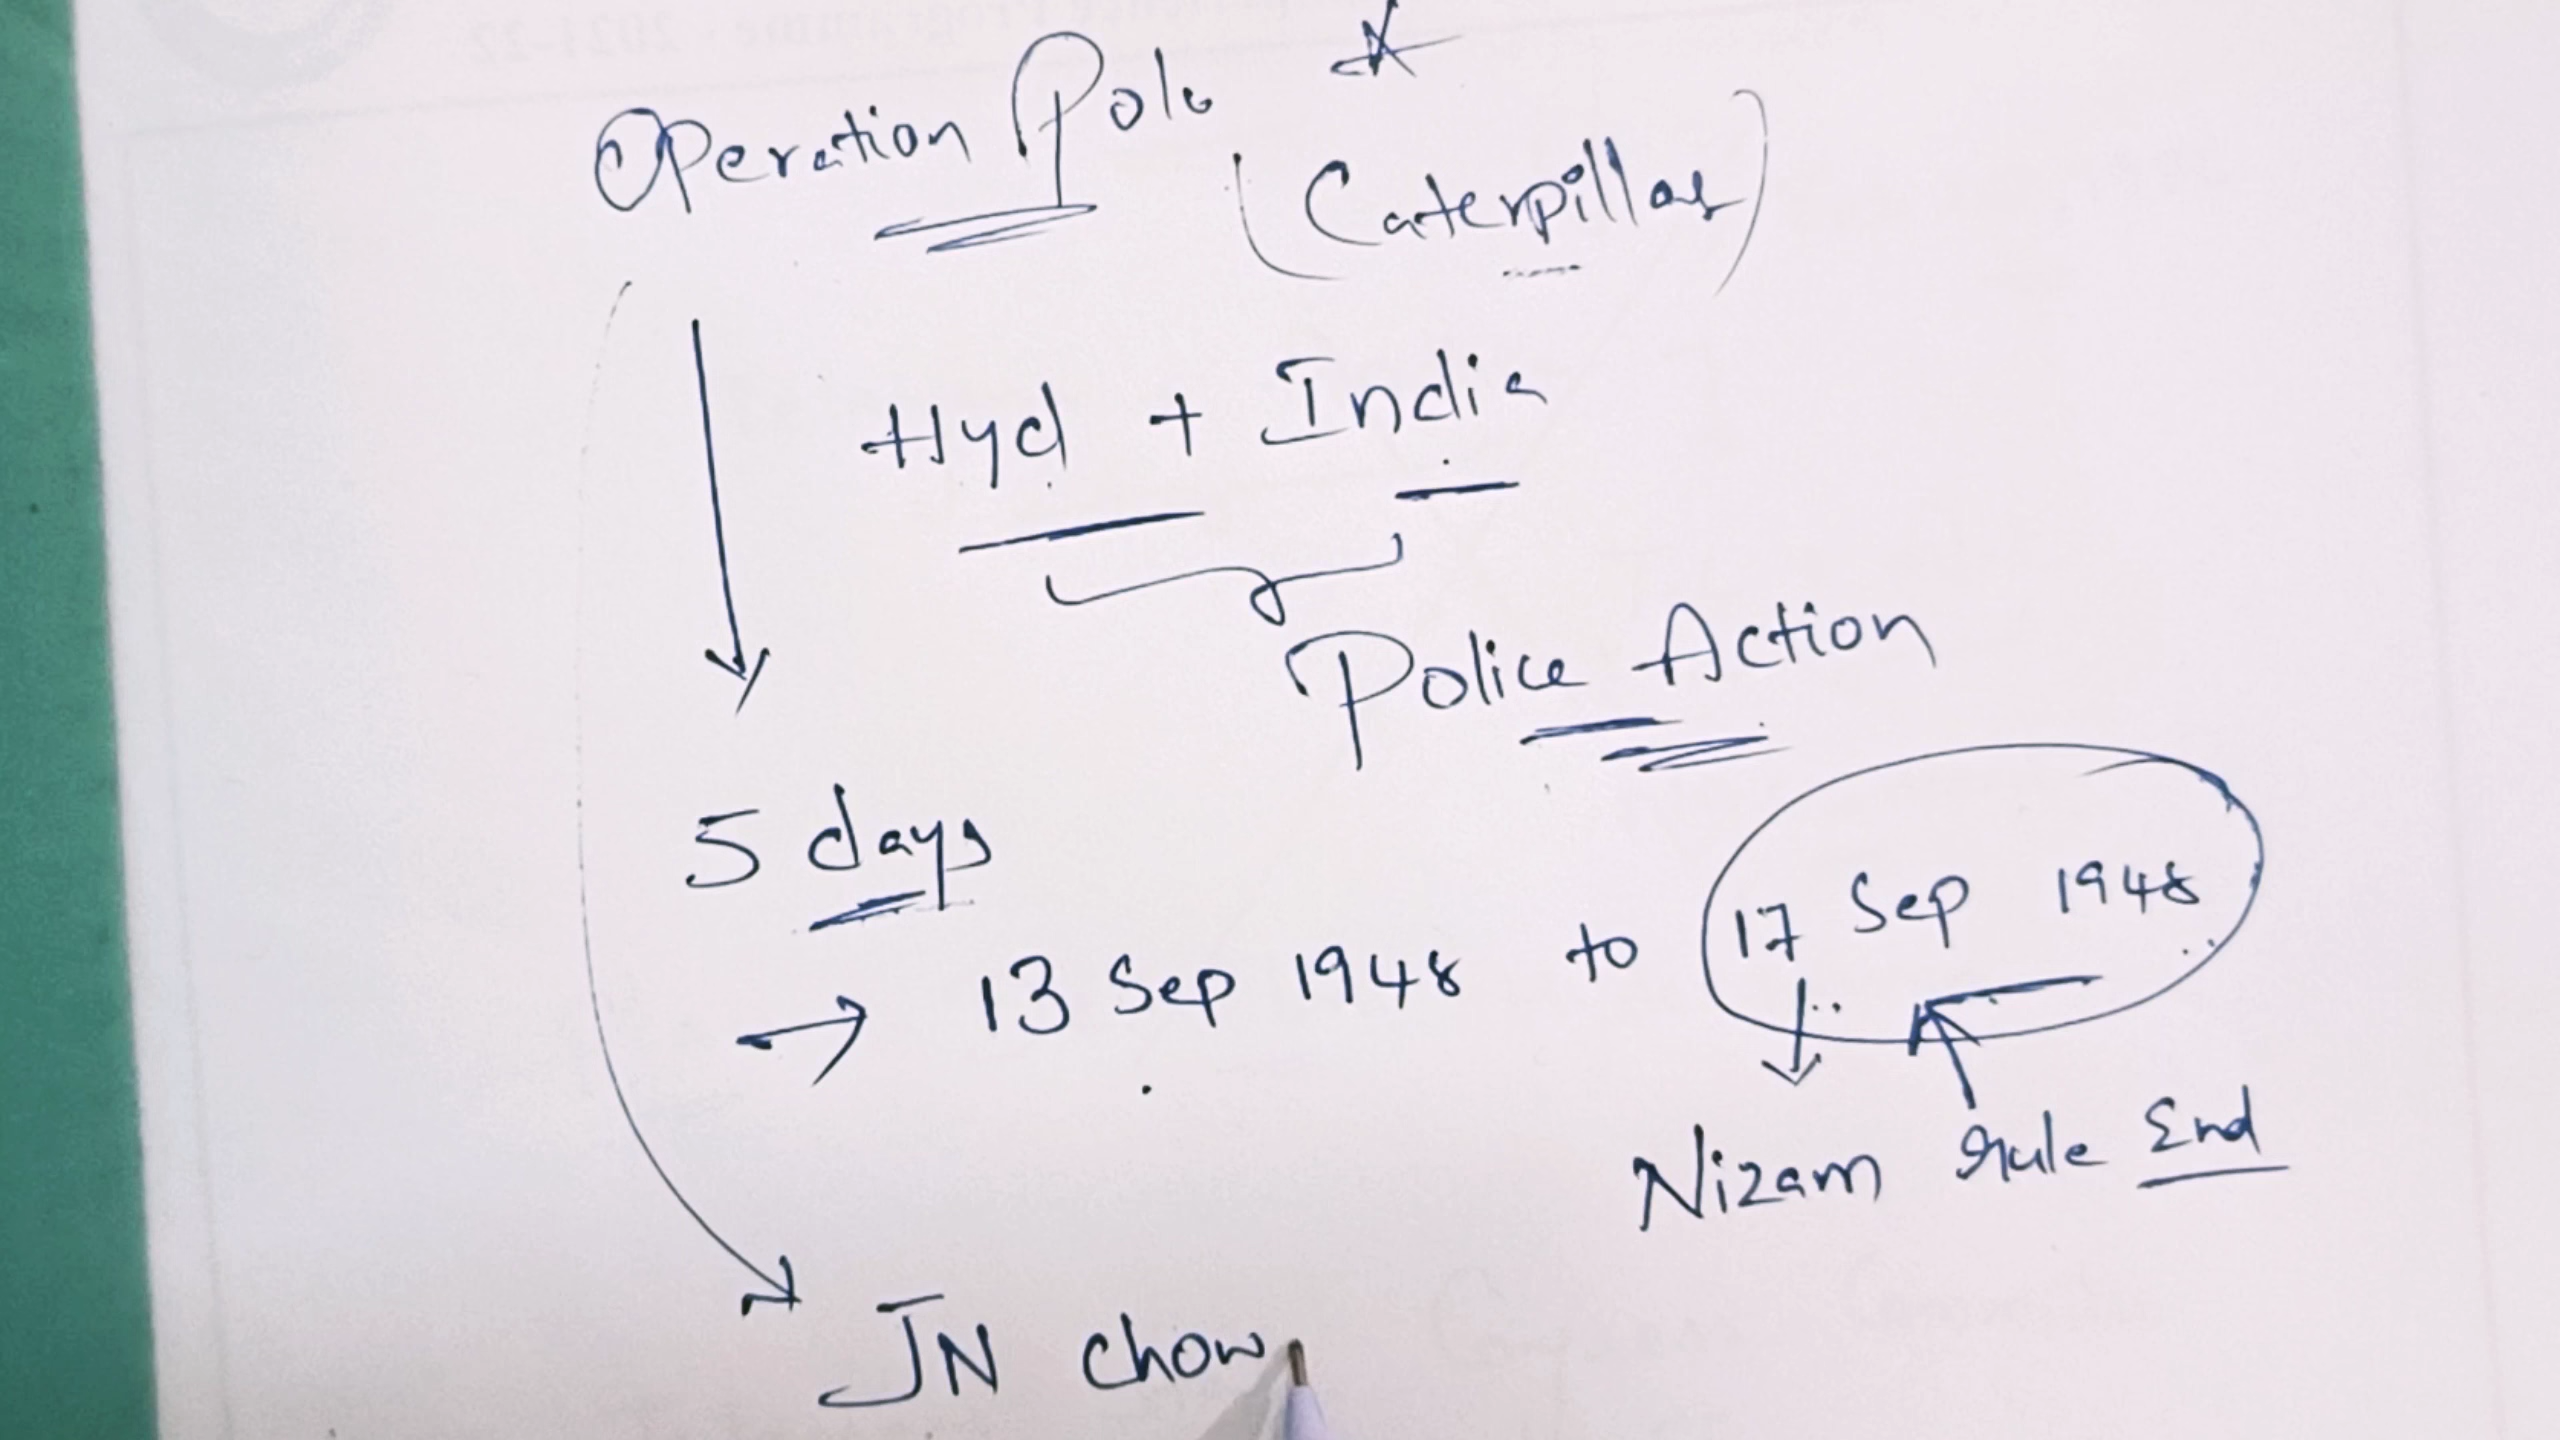 Operation Polo
(Caterpillar)
Hyd + India
Police Action
5 days
→ 13 Sep 1948 to 17 Sep 1948
Nizam rule End
JN chow